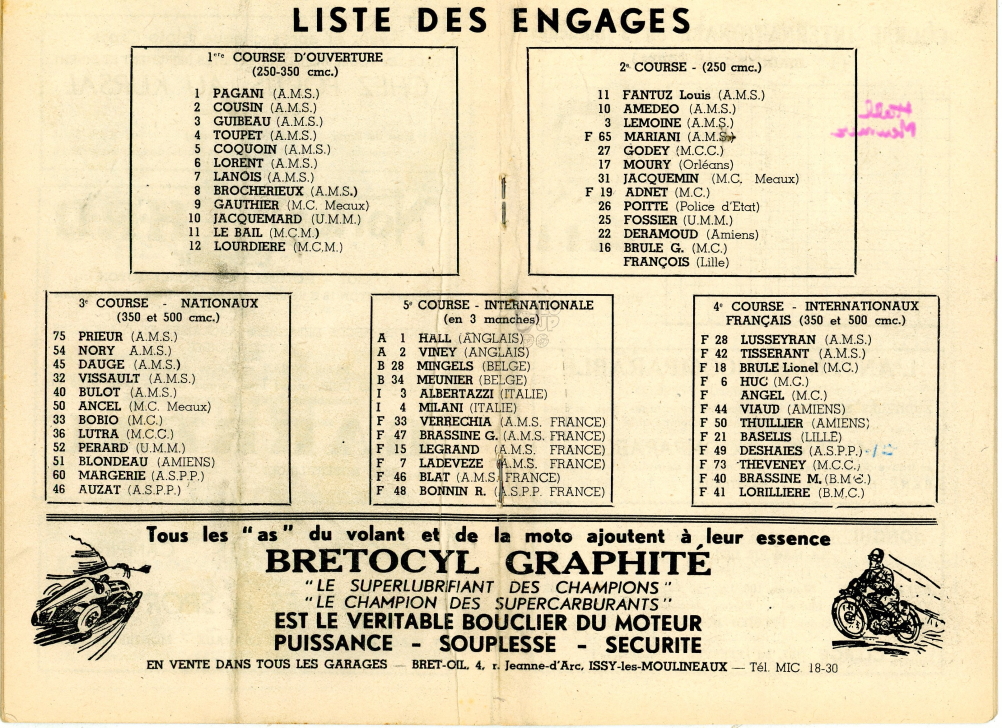 LISTE DES ENGAGES
1ere COURSE D'OUVERTURE
(250-350 cmc.)
1 PAGANI (A.M.S.)
2 COUSIN (A.M.S.)
3 GUIBEAU (A.M.S.)
4 TOUPET (A.M.S.)
5 COQUOIN (A.M.S.)
6 LORENT (A.M.S.)
7 LANOIS (A.M.S.)
8 BROCHERIEUX (A.M.S.)
9 GAUTHIER (M.C. Meaux)
10 JACQUEMARD (U.M.M.)
11 LE BAIL (M.C.M.)
12 LOURDIERE (M.C.M.)
2e COURSE - (250 cmc.)
11 FANTUZ Louis (A.M.S.)
10 AMEDEO (A.M.S.)
3 LEMOINE (A.M.S.)
F 65 MARIANI (A.M.S.)
27 GODEY (M.C.C.)
17 MOURY (Orléans)
31 JACQUEMIN (M.C. Meaux)
F 19 ADNET (M.C.)
26 POITTE (Police d'Etat)
25 FOSSIER (U.M.M.)
22 DERAMOUD (Amiens)
16 BRULE G. (M.C.)
FRANÇOIS (Lille)
Hall
Meunier
3e COURSE - NATIONAUX
(350 et 500 cmc.)
75 PRIEUR (A.M.S.)
54 NORY A.M.S.)
45 DAUGE (A.M.S.)
32 VISSAULT (A.M.S.)
40 BULOT (A.M.S.)
50 ANCEL (M.C. Meaux)
33 BOBIO (M.C.)
36 LUTRA (M.C.C.)
52 PERARD (U.M.M.)
51 BLONDEAU (AMIENS)
60 MARGERIE (A.S.P.P.)
46 AUZAT (A.S.P.P.)
5e COURSE - INTERNATIONALE
(en 3 manches)
A 1 HALL (ANGLAIS)
A 2 VINEY (ANGLAIS)
B 28 MINGELS (BELGE)
B 34 MEUNIER (BELGE)
I 3 ALBERTAZZI (ITALIE)
I 4 MILANI (ITALIE)
F 33 VERRECHIA (A.M.S. FRANCE)
F 47 BRASSINE G. (A.M.S. FRANCE)
F 15 LEGRAND (A.M.S. FRANCE)
F 7 LADEVEZE (A.M.S. FRANCE)
F 46 BLAT (A.M.S. FRANCE)
F 48 BONNIN R. (A.S.P.P. FRANCE)
4e COURSE - INTERNATIONAUX
FRANÇAIS (350 et 500 cmc.)
F 28 LUSSEYRAN (A.M.S.)
F 42 TISSERANT (A.M.S.)
F 18 BRULE Lionel (M.C.)
F 6 HUC (M.C.)
F ANGEL (M.C.)
F 44 VIAUD (AMIENS)
F 50 THUILLIER (AMIENS)
F 21 BASELIS (LILLE)
F 49 DESHAIES (A.S.P.P.)
F 73 THEVENEY (M.C.C.)
F 40 BRASSINE M. (B.M.C.)
F 41 LORILLIERE (B.M.C.)
Tous les "as" du volant et de la moto ajoutent à leur essence
BRETOCYL GRAPHITÉ
"LE SUPERLUBRIFIANT DES CHAMPIONS"
"LE CHAMPION DES SUPERCARBURANTS"
EST LE VERITABLE BOUCLIER DU MOTEUR
PUISSANCE - SOUPLESSE - SECURITE
EN VENTE DANS TOUS LES GARAGES — BRET-OIL, 4, r. Jeanne-d'Arc, ISSY-les-MOULINEAUX — Tél. MIC 18-30